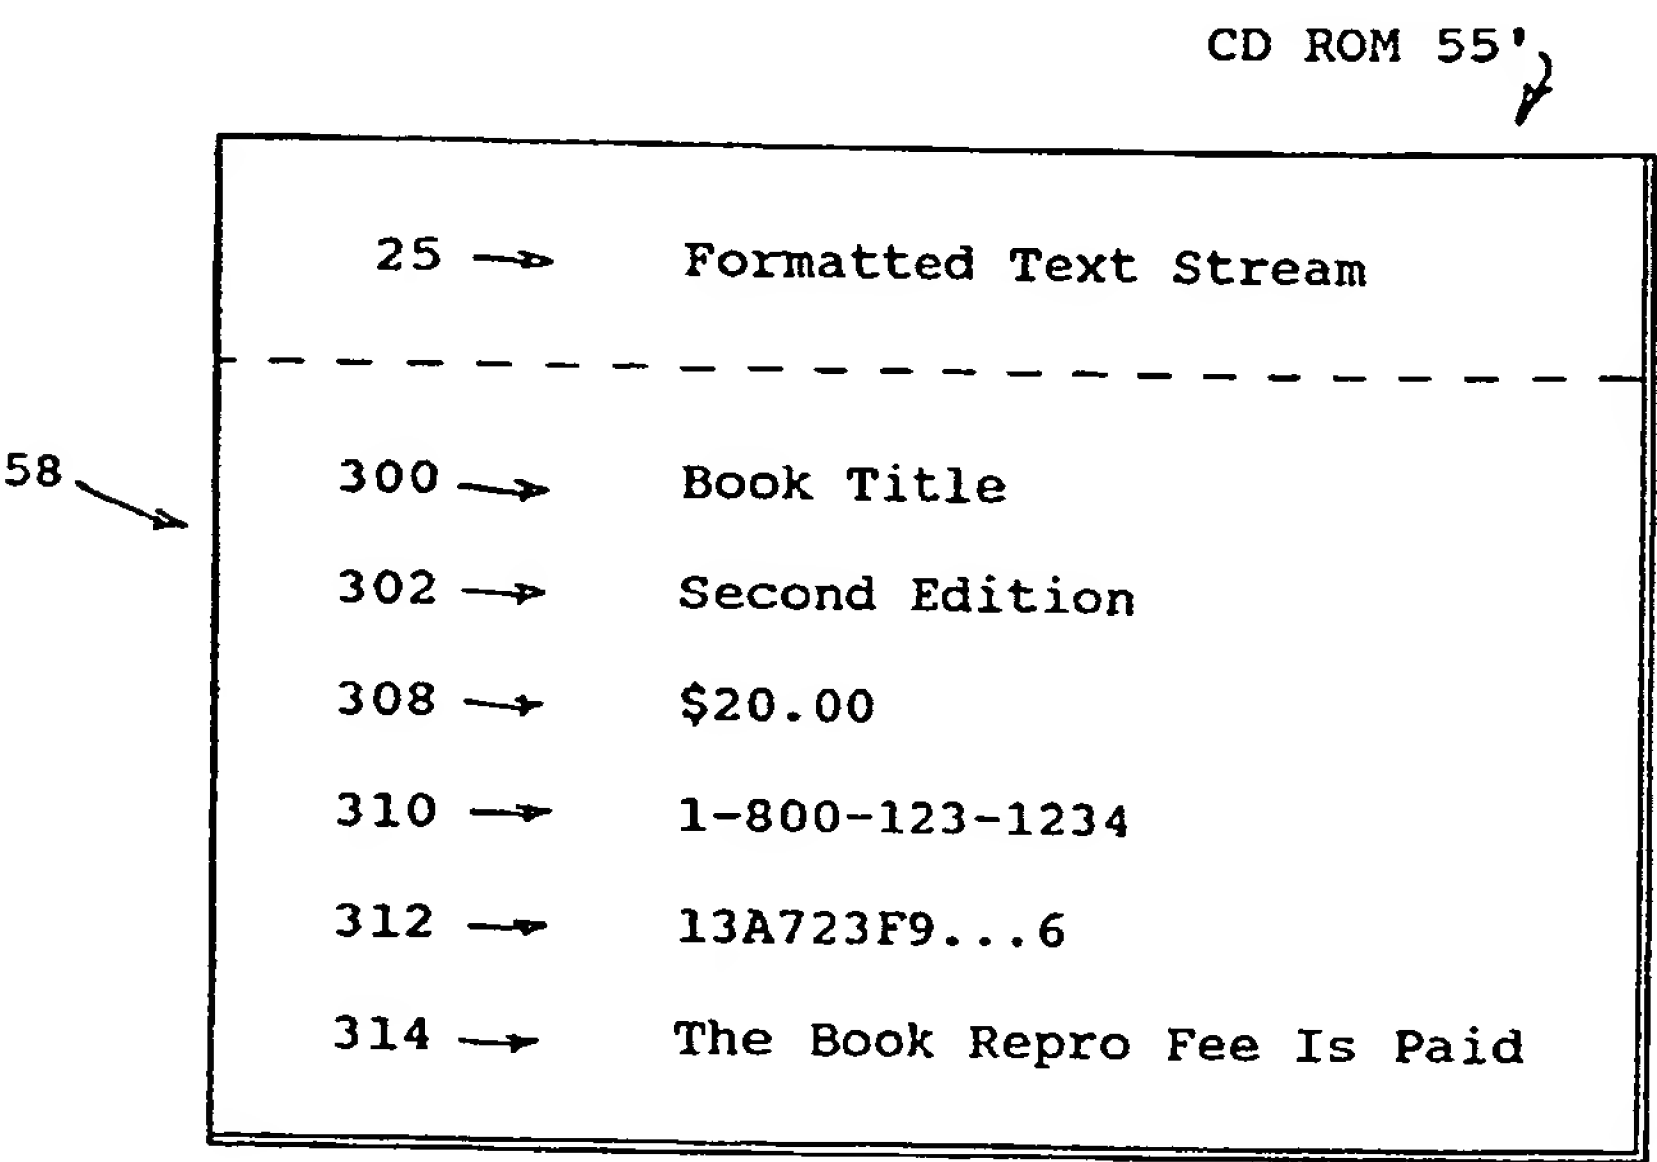 CD ROM 55'
25 Formatted Text Stream
58
300 Book Title
302 Second Edition
308 $20.00
310 1-800-123-1234
312 13A723F9...6
314 The Book Repro Fee Is Paid